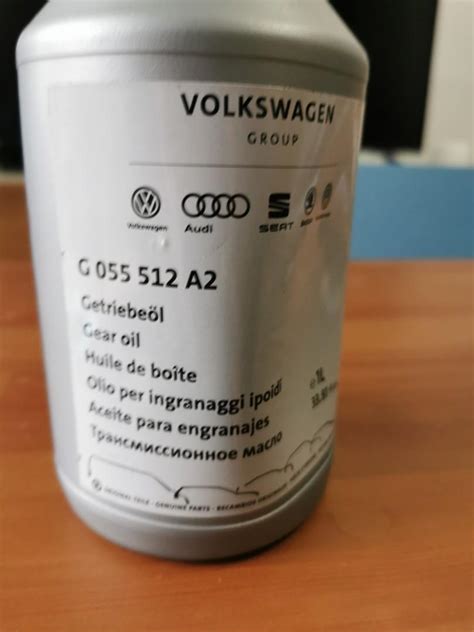 VOLKSWAGEN
GROUP
Volkswagen Audi SEAT
G 055 512 A2
Getriebeöl
Gear oil
Huile de boîte
Olio per ingranaggi ipoidi
Aceite para engranajes
Трансмиссионное масло
e 1L